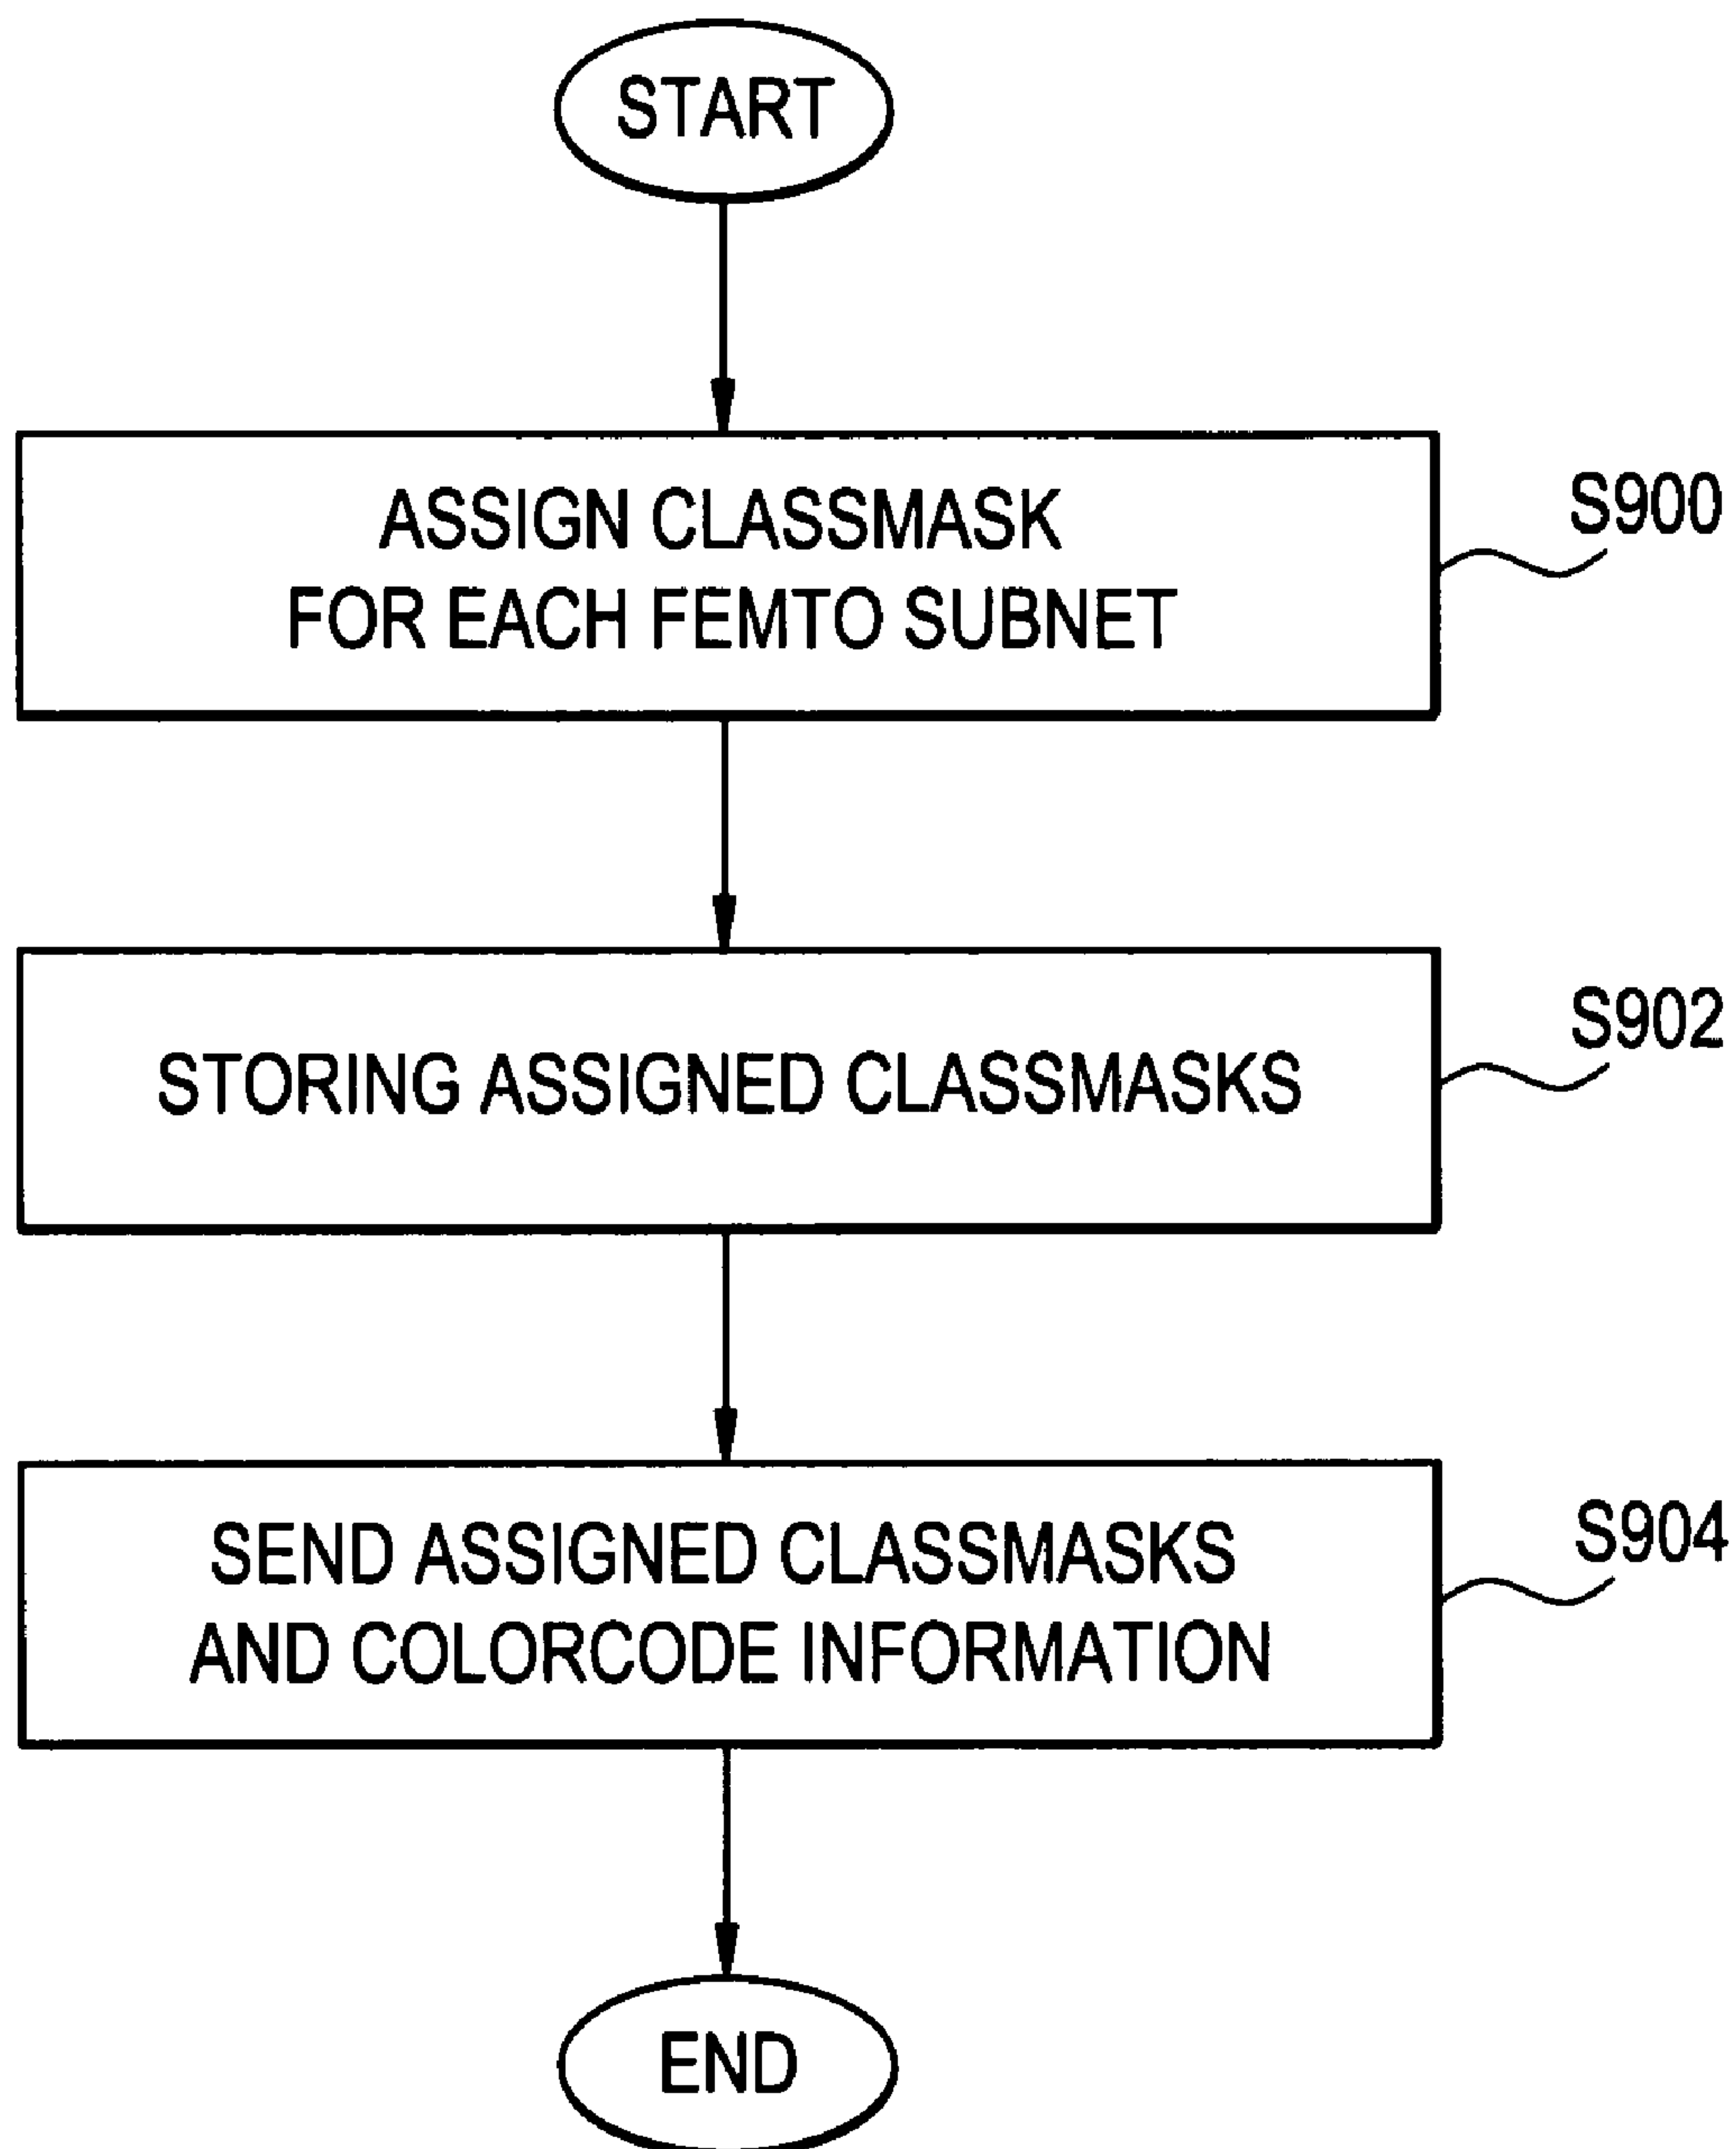 START
ASSIGN CLASSMASK
FOR EACH FEMTO SUBNET
S900
STORING ASSIGNED CLASSMASKS
S902
SEND ASSIGNED CLASSMASKS
AND COLORCODE INFORMATION
S904
END